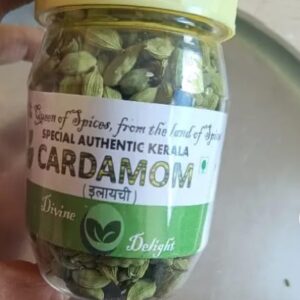 Queen of Spices, from the land of Spices
SPECIAL AUTHENTIC KERALA
CARDAMOM
(इलायची)
Divine
Delight